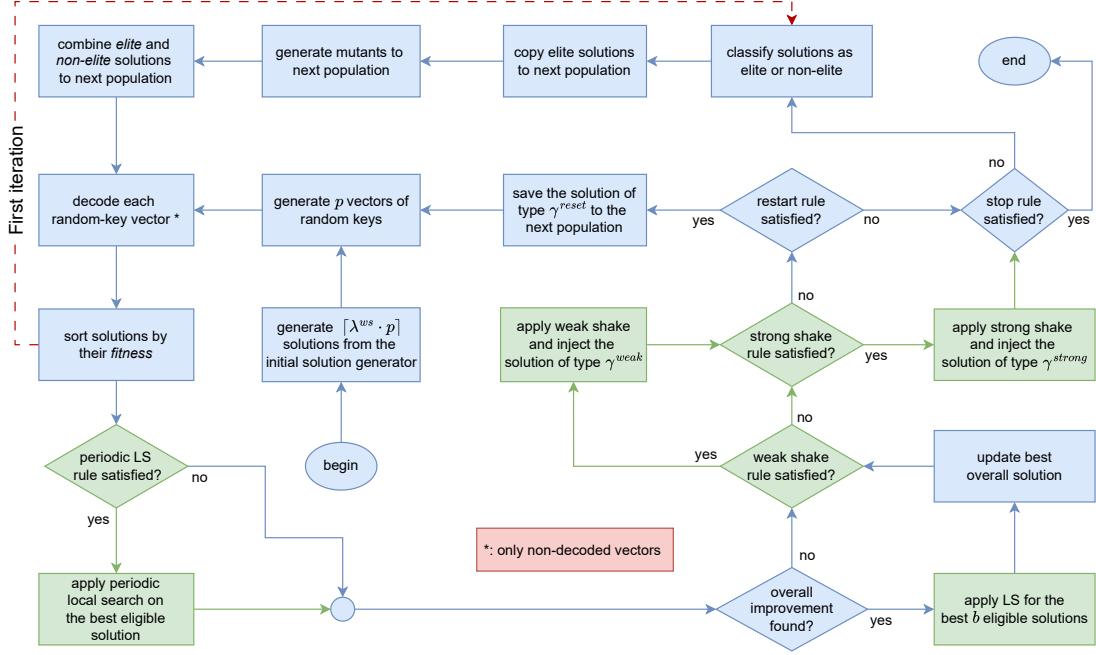 First iteration
combine elite and
non-elite solutions
to next population
generate mutants to
next population
copy elite solutions
to next population
classify solutions as
elite or non-elite
end
no
decode each
random-key vector *
generate p vectors of
random keys
save the solution of
type γ^reset to the
next population
yes
restart rule
satisfied?
no
stop rule
satisfied?
yes
sort solutions by
their fitness
generate ⌈λ^ws · p⌉
solutions from the
initial solution generator
apply weak shake
and inject the
solution of type γ^weak
no
strong shake
rule satisfied?
yes
apply strong shake
and inject the
solution of type γ^strong
periodic LS
rule satisfied?
no
yes
begin
yes
no
weak shake
rule satisfied?
update best
overall solution
*: only non-decoded vectors
no
apply periodic
local search on
the best eligible
solution
overall
improvement
found?
yes
apply LS for the
best b eligible solutions